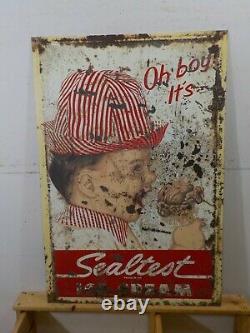 Oh boy!
It's
Sealtest
ICE CREAM